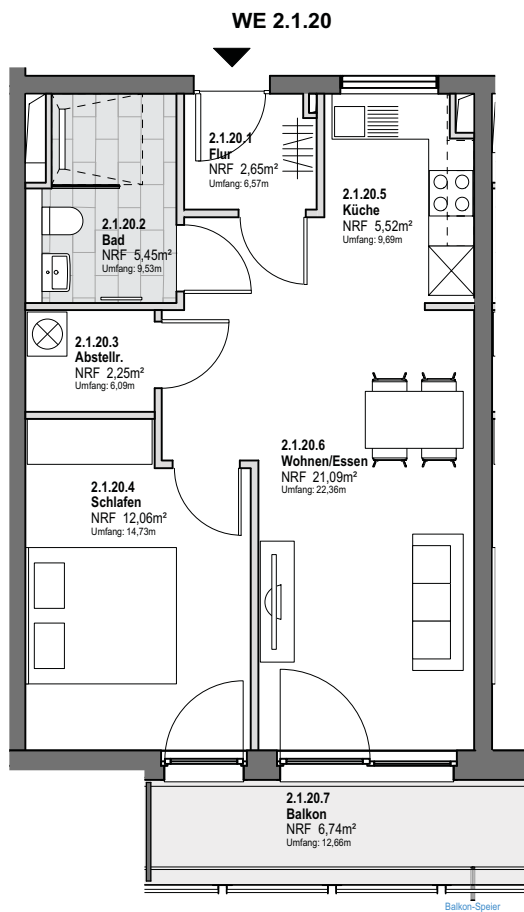 WE 2.1.20
2.1.20.1
Flur
NRF 2,65m²
Umfang: 6,57m
2.1.20.5
Küche
NRF 5,52m²
Umfang: 9,69m
2.1.20.2
Bad
NRF 5,45m²
Umfang: 9,53m
2.1.20.3
Abstellr.
NRF 2,25m²
Umfang: 6,09m
2.1.20.6
Wohnen/Essen
NRF 21,09m²
Umfang: 22,36m
2.1.20.4
Schlafen
NRF 12,06m²
Umfang: 14,73m
2.1.20.7
Balkon
NRF 6,74m²
Umfang: 12,66m
Balkon-Speier